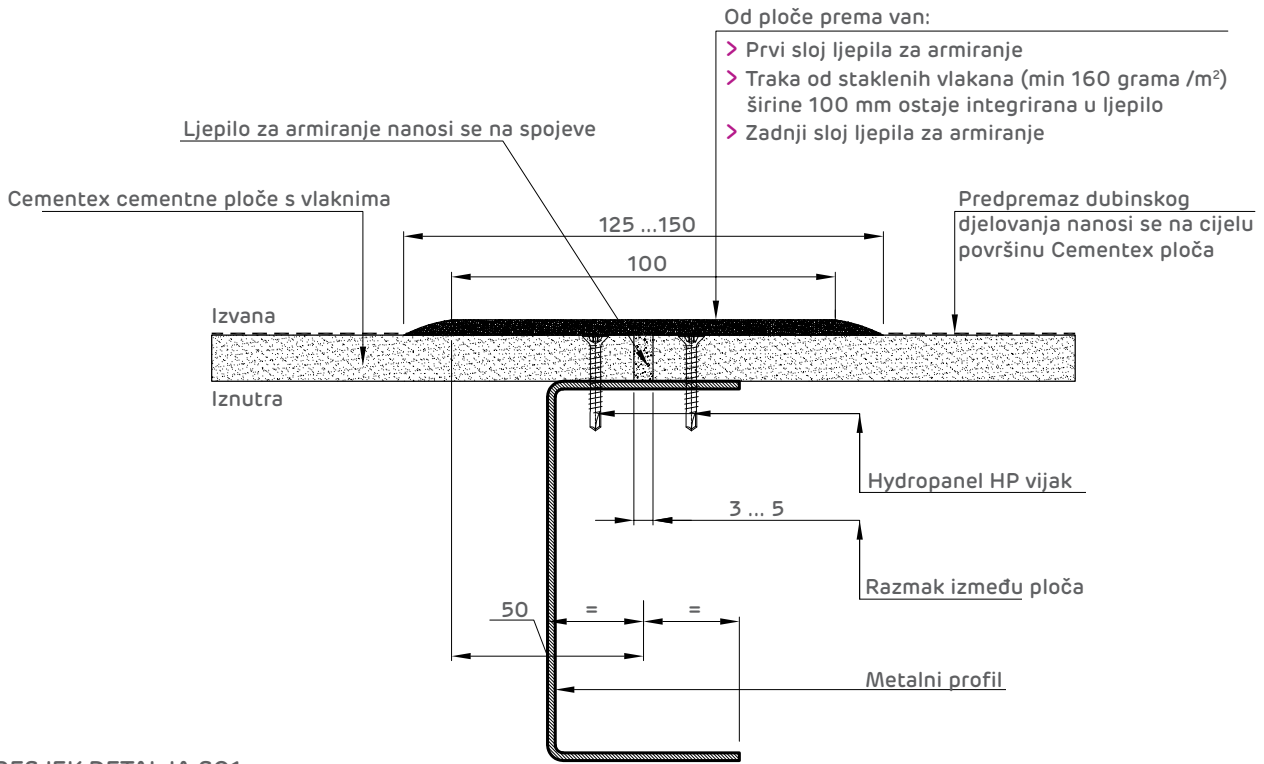 Od ploče prema van:
> Prvi sloj ljepila za armiranje
> Traka od staklenih vlakana (min 160 grama /m²)
širine 100 mm ostaje integrirana u ljepilo
> Zadnji sloj ljepila za armiranje
Ljepilo za armiranje nanosi se na spojeve
Cementex cementne ploče s vlaknima
Predpremaz dubinskog
djelovanja nanosi se na cijelu
površinu Cementex ploča
125 ...150
100
Izvana
Iznutra
Hydropanel HP vijak
3 ... 5
Razmak između ploča
50
=
=
Metalni profil